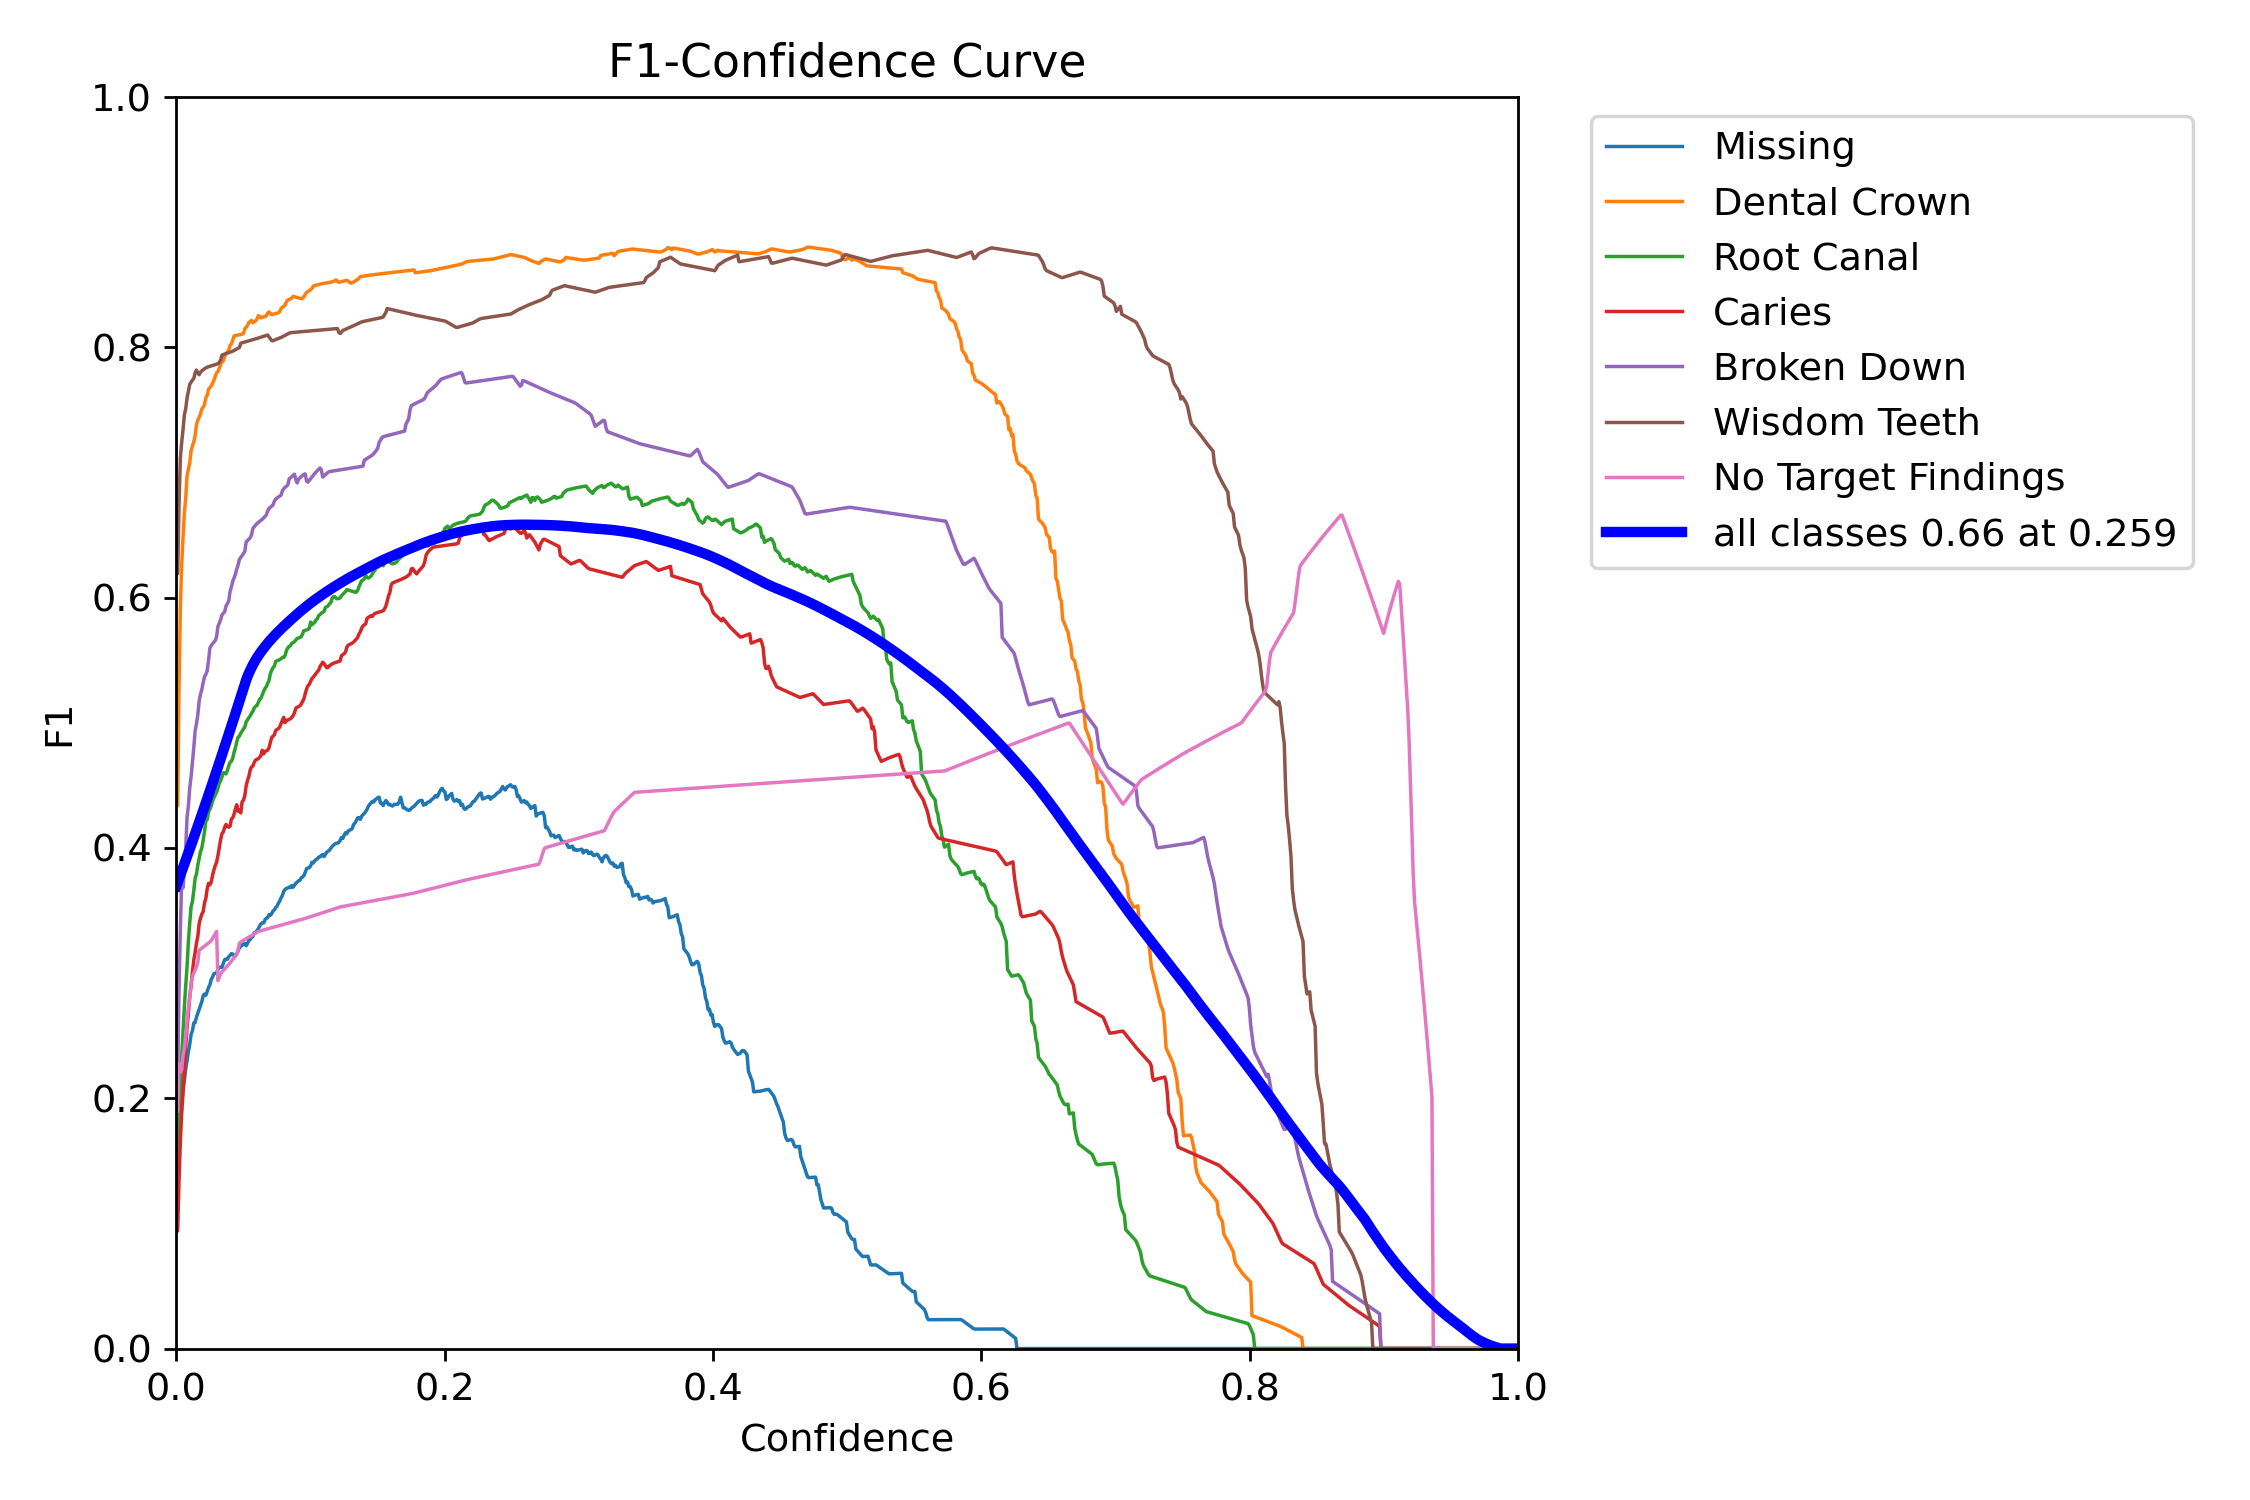 F1-Confidence Curve
1.0
0.8
0.6
0.4
0.2
0.0
F1
0.0 0.2 0.4 0.6 0.8 1.0
Confidence
Missing
Dental Crown
Root Canal
Caries
Broken Down
Wisdom Teeth
No Target Findings
all classes 0.66 at 0.259